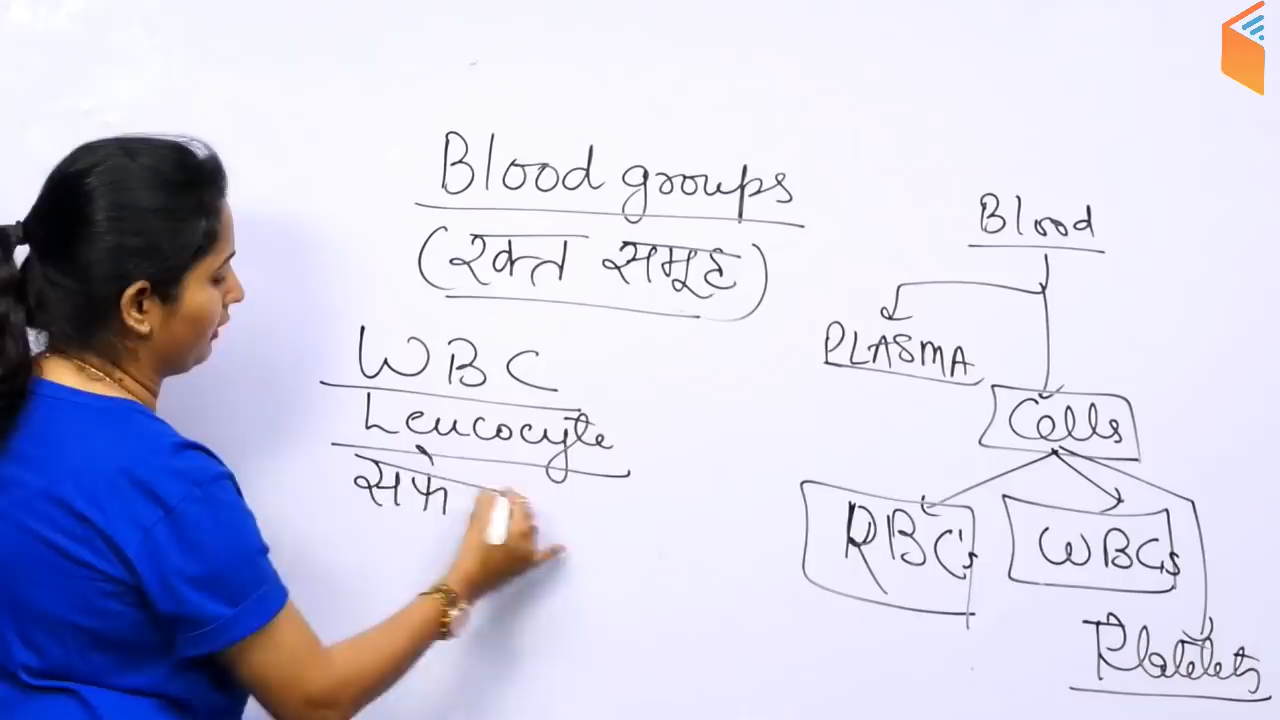 Blood groups
(रक्त समूह)
WBC
Leucocyte
सफे
Blood
PLASMA
Cells
RBCs
WBCs
Platelets